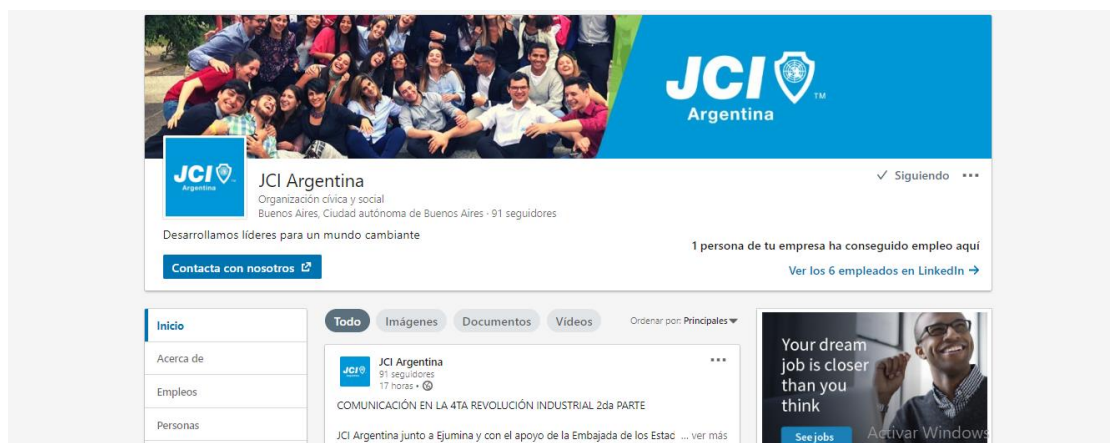 JCI
TM
Argentina
JCI
Argentina
JCI Argentina
Organización cívica y social
Buenos Aires, Ciudad autónoma de Buenos Aires · 91 seguidores
Desarrollamos líderes para un mundo cambiante
Contacta con nosotros
✓ Siguiendo ...
1 persona de tu empresa ha conseguido empleo aquí
Ver los 6 empleados en LinkedIn →
Inicio
Acerca de
Empleos
Personas
Todo Imágenes Documentos Vídeos Ordenar por: Principales
JCI
JCI Argentina
91 seguidores
17 horas •
COMUNICACIÓN EN LA 4TA REVOLUCIÓN INDUSTRIAL 2da PARTE
JCI Argentina junto a Ejumina y con el apoyo de la Embajada de los Estad ... ver más
Your dream
job is closer
than you
think
See jobs
Activar Windows